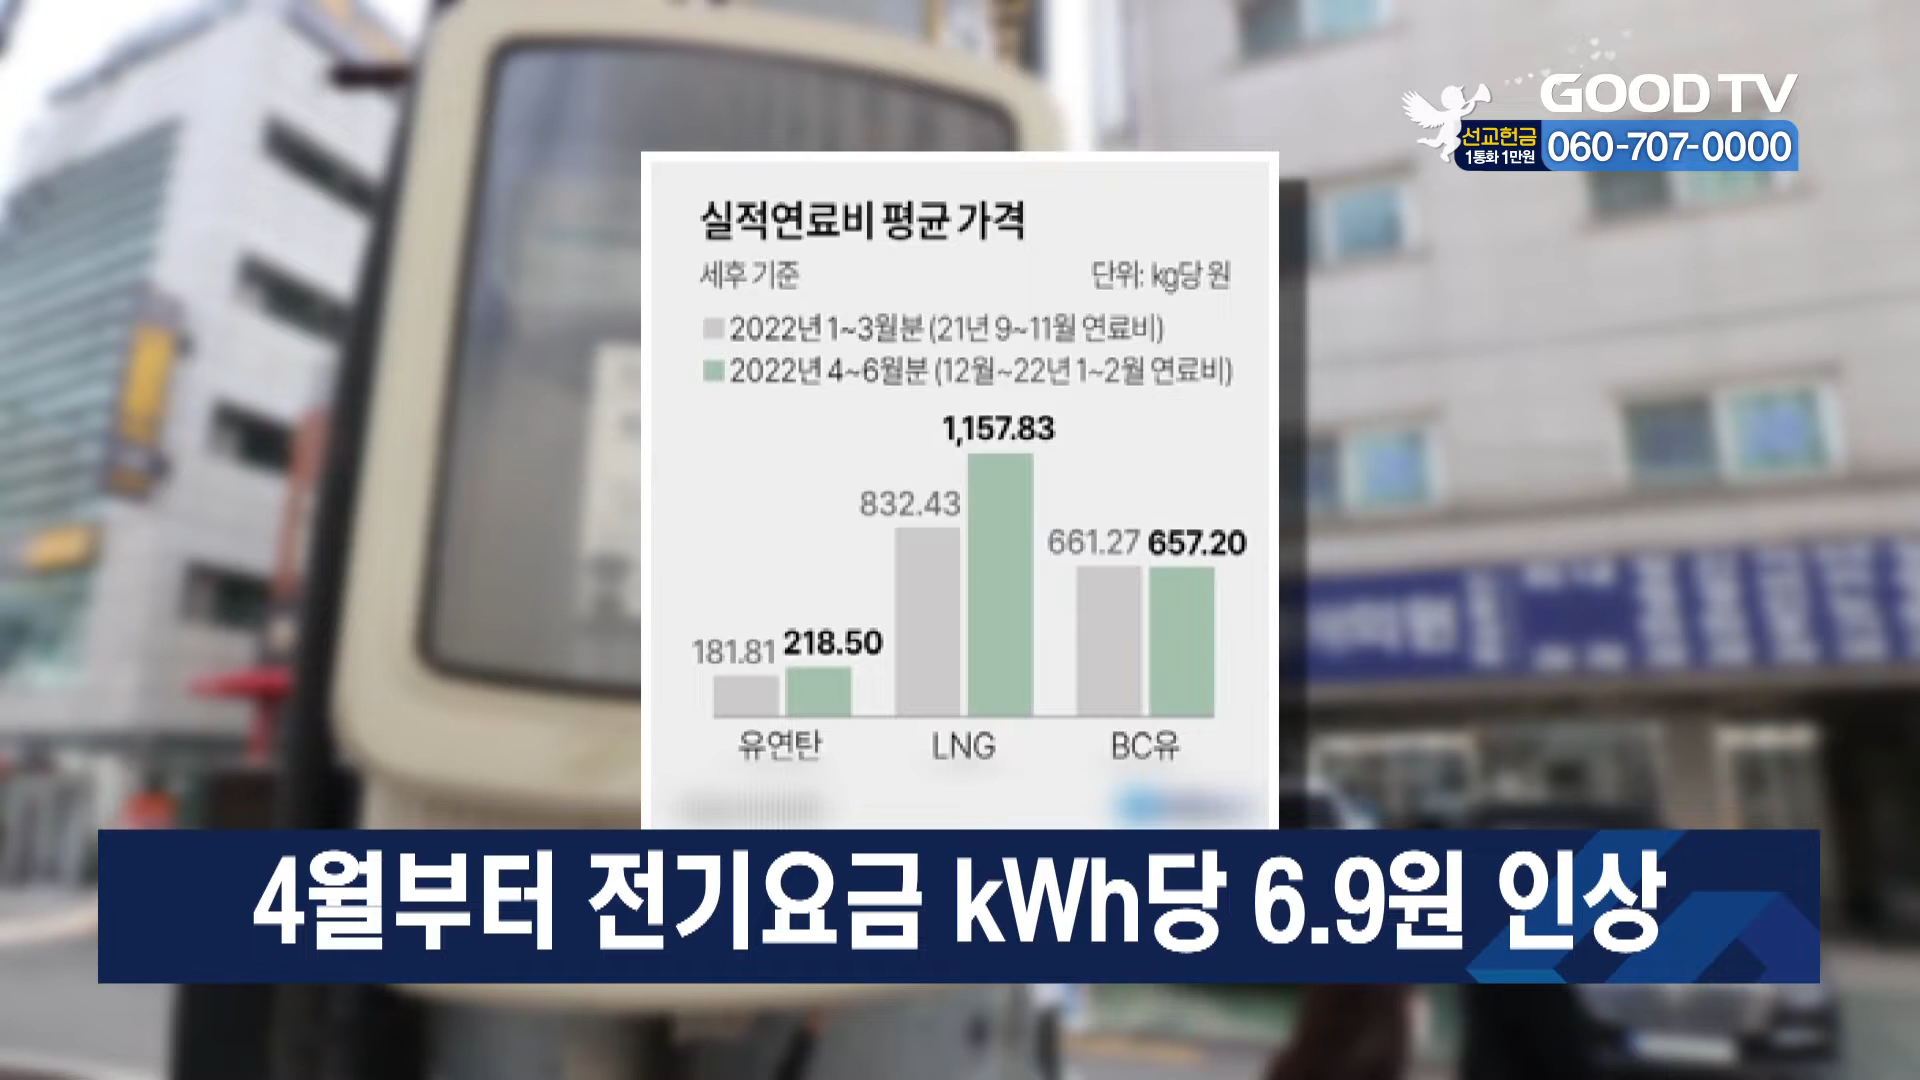 GOOD TV
선교헌금
1통화 1만원
060-707-0000
실적연료비 평균 가격
세후 기준
단위: kg당 원
2022년 1~3월분 (21년 9~11월 연료비)
2022년 4~6월분 (12월~22년 1~2월 연료비)
1,157.83
832.43
661.27 657.20
181.81 218.50
유연탄 LNG BC유
4월부터 전기요금 kWh당 6.9원 인상